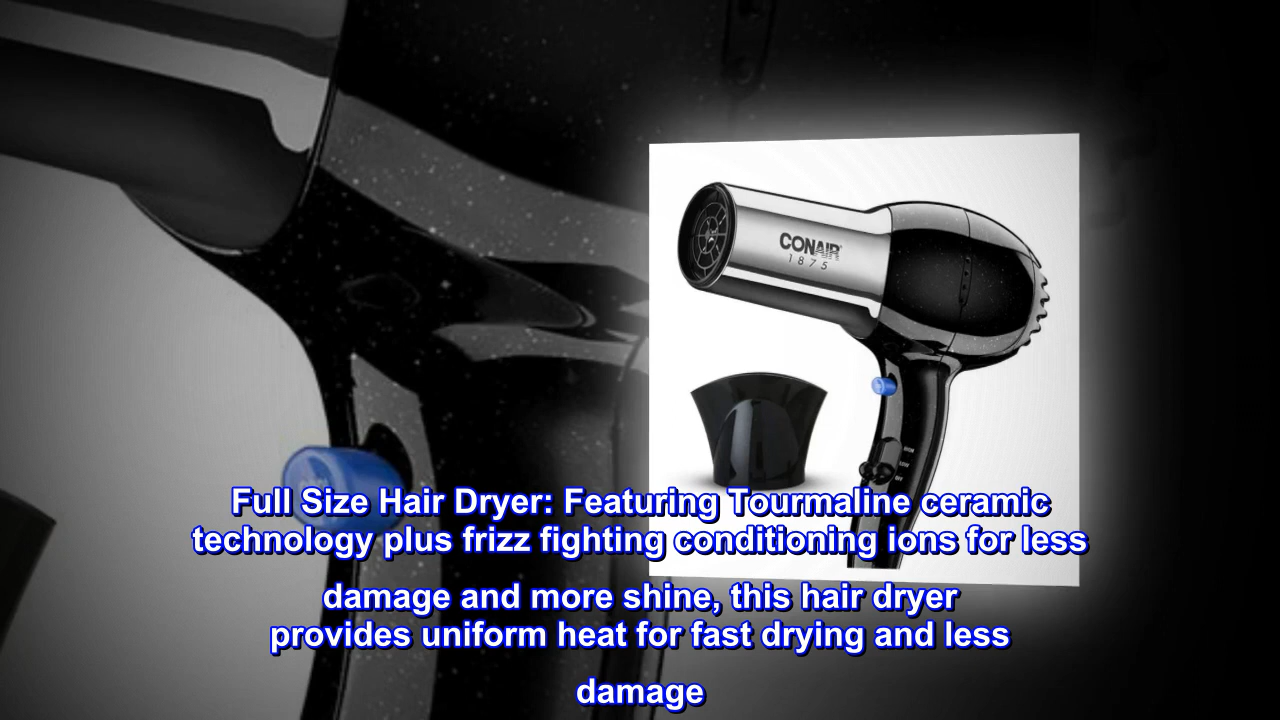 CONAIR
1875
Full Size Hair Dryer: Featuring Tourmaline ceramic
technology plus frizz fighting conditioning ions for less
damage and more shine, this hair dryer
provides uniform heat for fast drying and less
damage